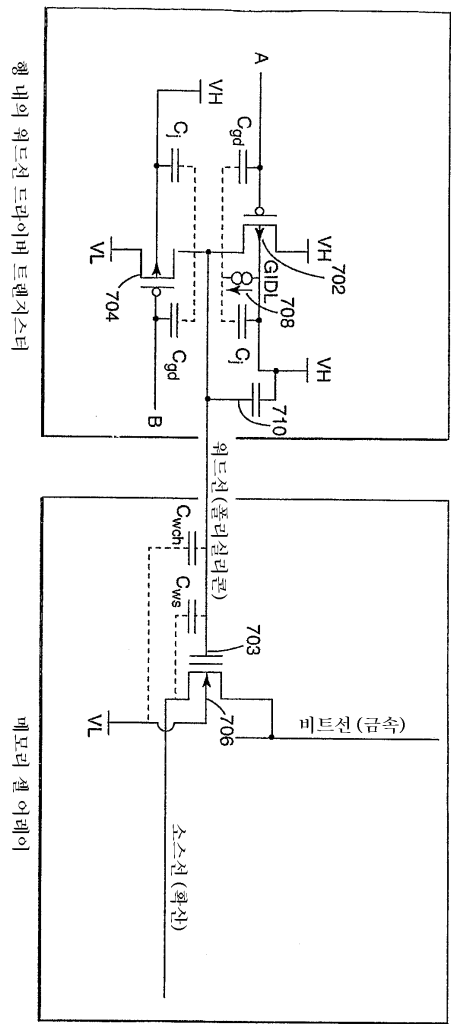 행 내의 워드선 드라이버 트랜지스터
A
VH
Cgd
Cj
VH
702
GIDL
708
Cj
VH
710
VL
704
Cgd
B
워드선(폴리실리콘)
Cwch
Cws
703
706
VL
비트선(금속)
소스선(확산)
메모리 셀 어레이